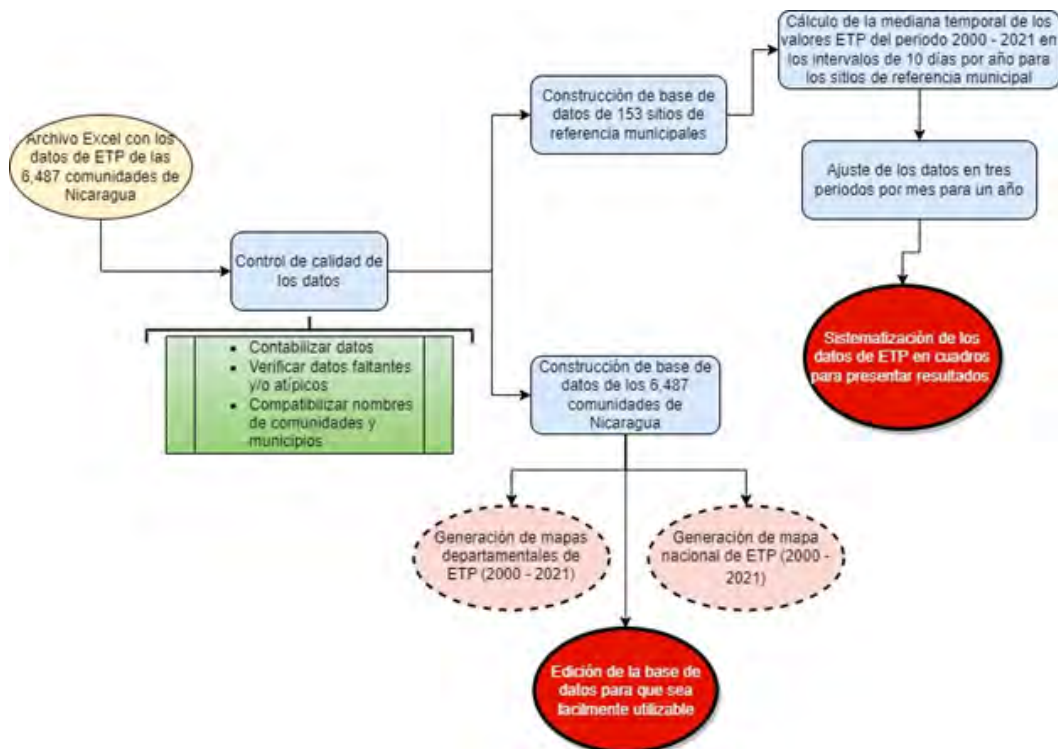 Archivo Excel con los
datos de ETP de las
6,487 comunidades de
Nicaragua
Control de calidad de
los datos
• Contabilizar datos
• Verificar datos faltantes
y/o atípicos
• Compatibilizar nombres
de comunidades y
municipios
Construcción de base de
datos de 153 sitios de
referencia municipales
Cálculo de la mediana temporal de los
valores ETP del periodo 2000 - 2021 en
los intervalos de 10 días por año para
los sitios de referencia municipal
Ajuste de los datos en tres
periodos por mes para un año
Sistematización de los
datos de ETP en cuadros
para presentar resultados
Construcción de base de
datos de los 6,487
comunidades de
Nicaragua
Generación de mapas
departamentales de
ETP (2000 - 2021)
Generación de mapa
nacional de ETP (2000 -
2021)
Edición de la base de
datos para que sea
facilmente utilizable